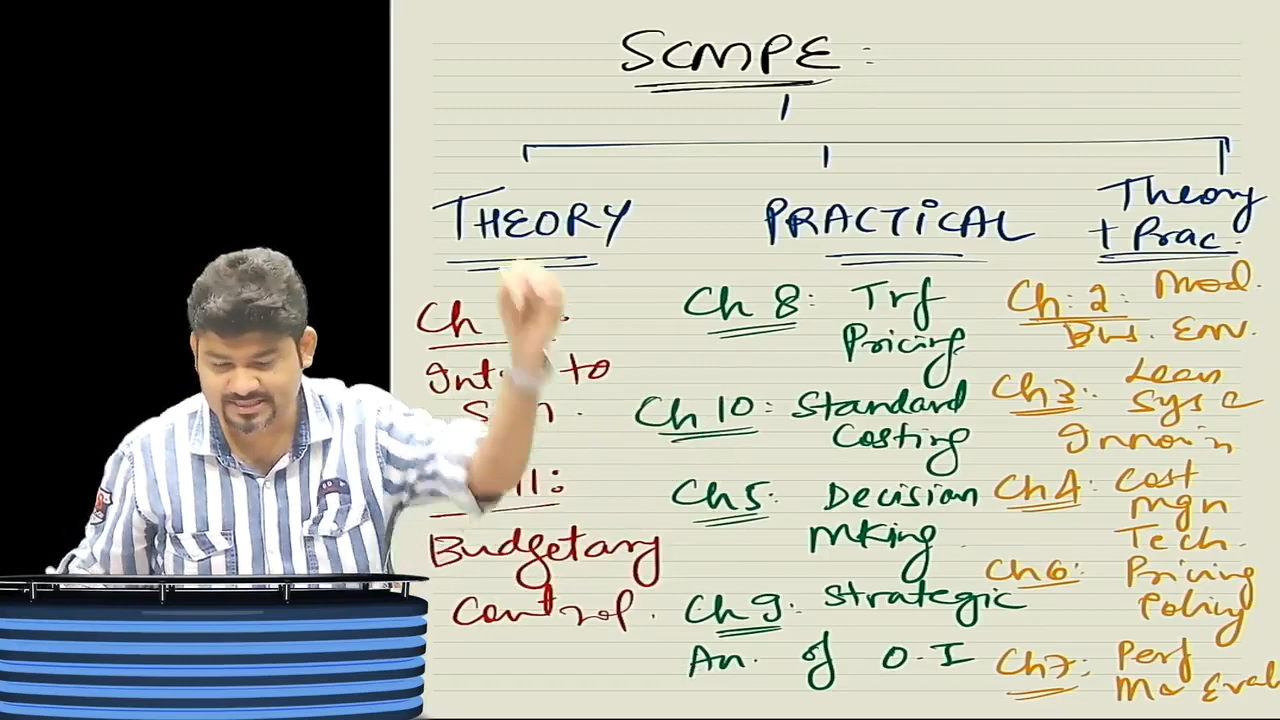 SCMPE:
THEORY
PRACTICAL
Theory
+ Prac.
Ch
to
11:
Budgetary
Control.
Ch 8: Trf
Pricing
Ch 10: Standard
Costing
Ch 5: Decision
Mking
Ch 9: Strategic
An. of O.I
Ch: 2: Mod.
Bus. Env.
Ch 3: Lean
Sys &
Innov'n
Ch 4: Cost
Mgn
Tech.
Ch 6: Pricing
Policy
Ch 7: Perf
Eval